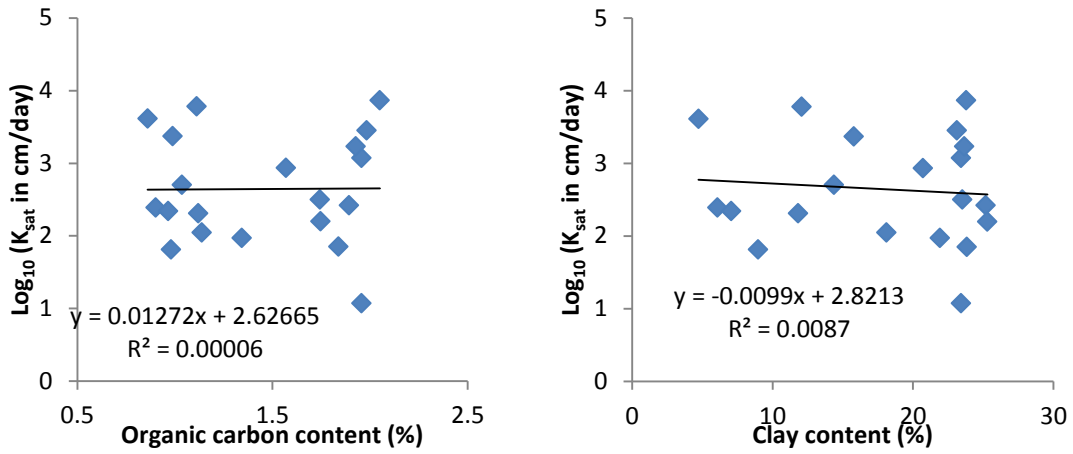 5
4
3
2
1
0
Log₁₀ (Kₛₐₜ in cm/day)
y = 0.01272x + 2.62665
R² = 0.00006
0.5 1.5 2.5
Organic carbon content (%)
5
4
3
2
1
0
Log₁₀ (Kₛₐₜ in cm/day)
y = -0.0099x + 2.8213
R² = 0.0087
0 10 20 30
Clay content (%)